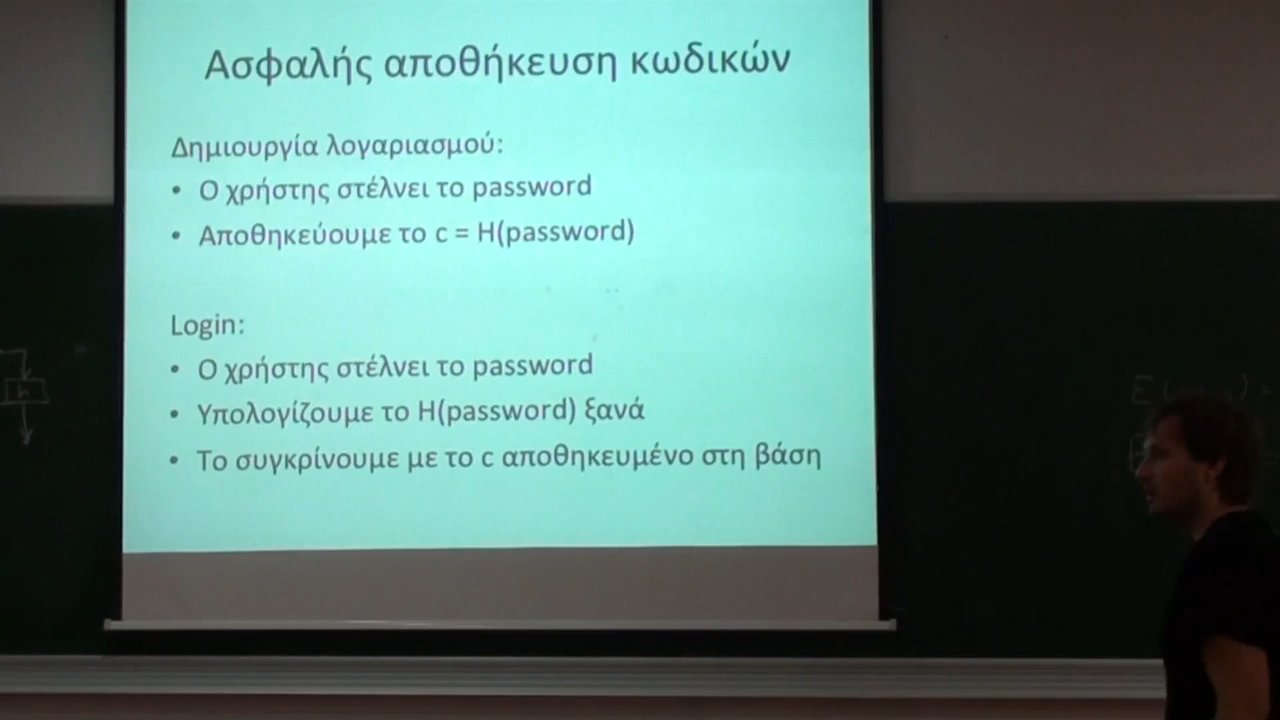 Ασφαλής αποθήκευση κωδικών
Δημιουργία λογαριασμού:
• Ο χρήστης στέλνει το password
• Αποθηκεύουμε το c = H(password)
Login:
• Ο χρήστης στέλνει το password
• Υπολογίζουμε το H(password) ξανά
• Το συγκρίνουμε με το c αποθηκευμένο στη βάση
h